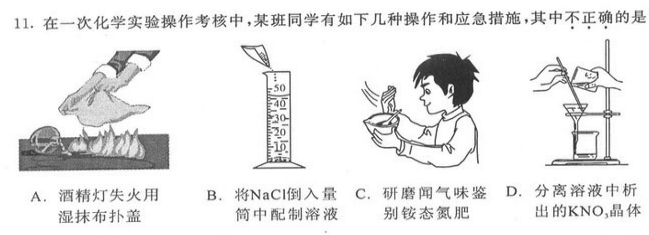 11. 在一次化学实验操作考核中,某班同学有如下几种操作和应急措施,其中不正确的是
50
40
30
20
10
A. 酒精灯失火用
湿抹布扑盖
B. 将NaCl倒入量
筒中配制溶液
C. 研磨闻气味鉴
别铵态氮肥
D. 分离溶液中析
出的KNO₃晶体